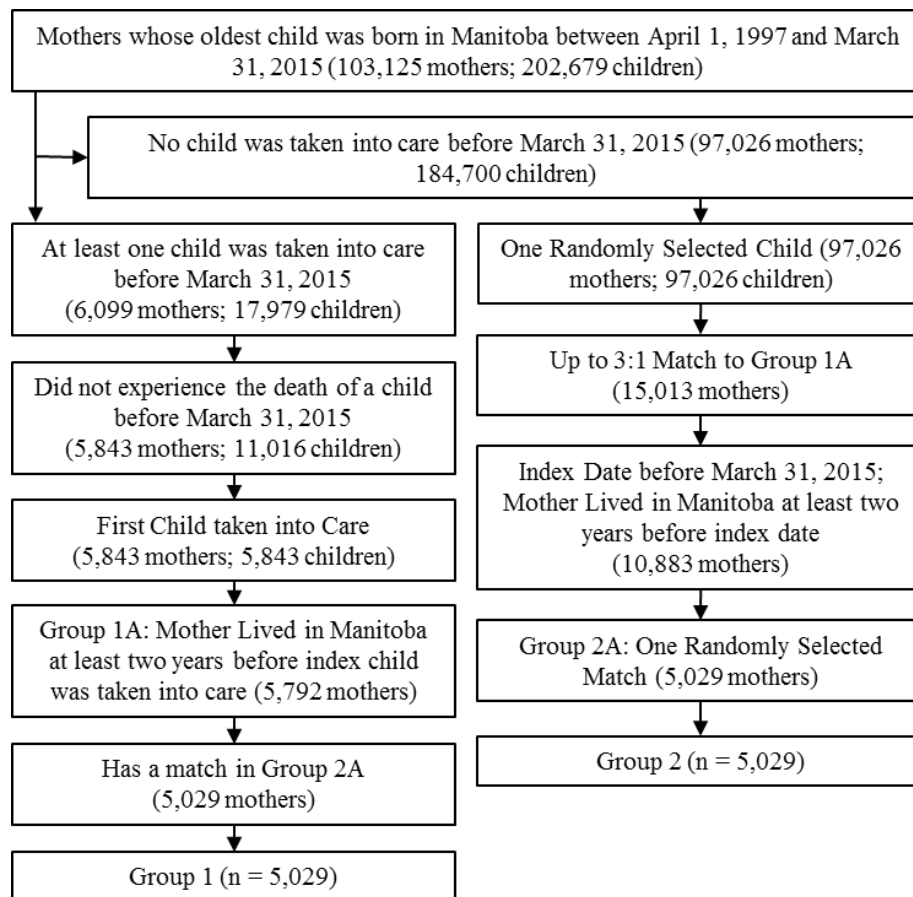 Mothers whose oldest child was born in Manitoba between April 1, 1997 and March
31, 2015 (103,125 mothers; 202,679 children)
No child was taken into care before March 31, 2015 (97,026 mothers;
184,700 children)
At least one child was taken into care
before March 31, 2015
(6,099 mothers; 17,979 children)
Did not experience the death of a child
before March 31, 2015
(5,843 mothers; 11,016 children)
First Child taken into Care
(5,843 mothers; 5,843 children)
Group 1A: Mother Lived in Manitoba
at least two years before index child
was taken into care (5,792 mothers)
Has a match in Group 2A
(5,029 mothers)
Group 1 (n = 5,029)
One Randomly Selected Child (97,026
mothers; 97,026 children)
Up to 3:1 Match to Group 1A
(15,013 mothers)
Index Date before March 31, 2015;
Mother Lived in Manitoba at least two
years before index date
(10,883 mothers)
Group 2A: One Randomly Selected
Match (5,029 mothers)
Group 2 (n = 5,029)